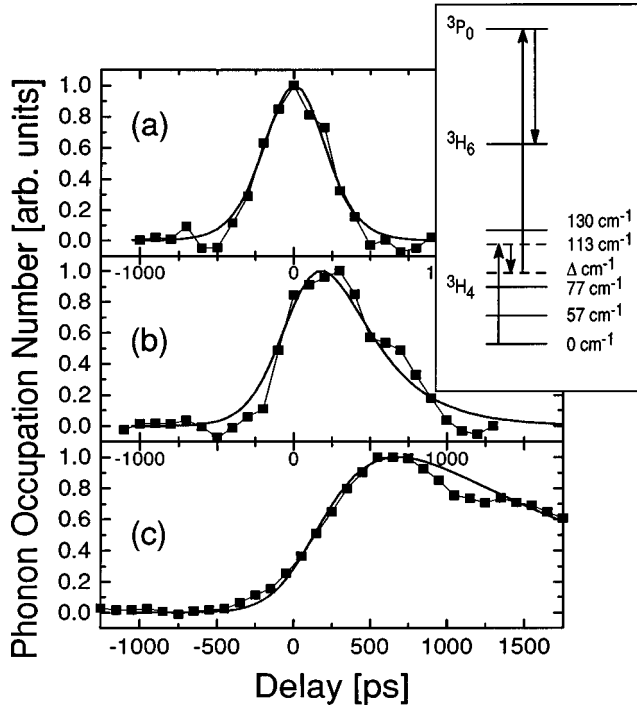 Phonon Occupation Number [arb. units]
(a)
1.0
0.8
0.6
0.4
0.2
0.0
-1000
0
1
(b)
1.0
0.8
0.6
0.4
0.2
0.0
-1000
0
1000
(c)
1.0
0.8
0.6
0.4
0.2
0.0
-1000
-500
0
500
1000
1500
Delay [ps]
³P₀
³H₆
³H₄
130 cm⁻¹
113 cm⁻¹
Δ cm⁻¹
77 cm⁻¹
57 cm⁻¹
0 cm⁻¹